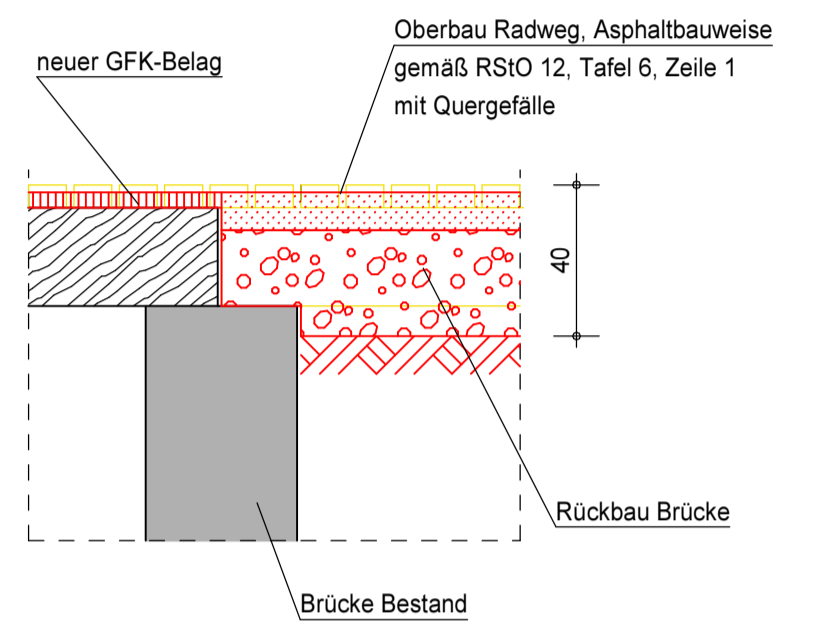 Oberbau Radweg, Asphaltbauweise
gemäß RStO 12, Tafel 6, Zeile 1
mit Quergefälle
neuer GFK-Belag
40
Rückbau Brücke
Brücke Bestand